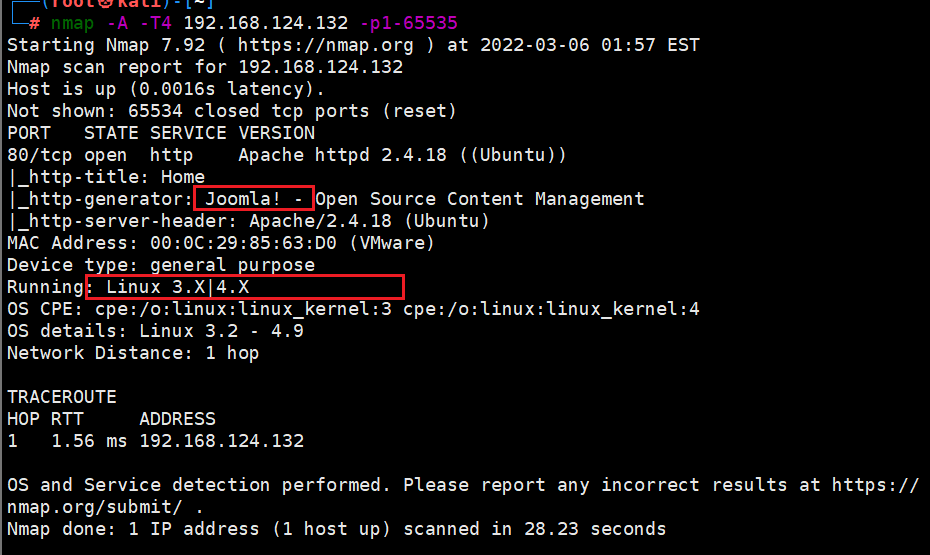 (root㉿kali)-[~]
# nmap -A -T4 192.168.124.132 -p1-65535
Starting Nmap 7.92 ( https://nmap.org ) at 2022-03-06 01:57 EST
Nmap scan report for 192.168.124.132
Host is up (0.0016s latency).
Not shown: 65534 closed tcp ports (reset)
PORT   STATE SERVICE VERSION
80/tcp open  http    Apache httpd 2.4.18 ((Ubuntu))
|_http-title: Home
|_http-generator: Joomla! - Open Source Content Management
|_http-server-header: Apache/2.4.18 (Ubuntu)
MAC Address: 00:0C:29:85:63:D0 (VMware)
Device type: general purpose
Running: Linux 3.X|4.X
OS CPE: cpe:/o:linux:linux_kernel:3 cpe:/o:linux:linux_kernel:4
OS details: Linux 3.2 - 4.9
Network Distance: 1 hop
TRACEROUTE
HOP RTT     ADDRESS
1   1.56 ms 192.168.124.132
OS and Service detection performed. Please report any incorrect results at https://
nmap.org/submit/ .
Nmap done: 1 IP address (1 host up) scanned in 28.23 seconds